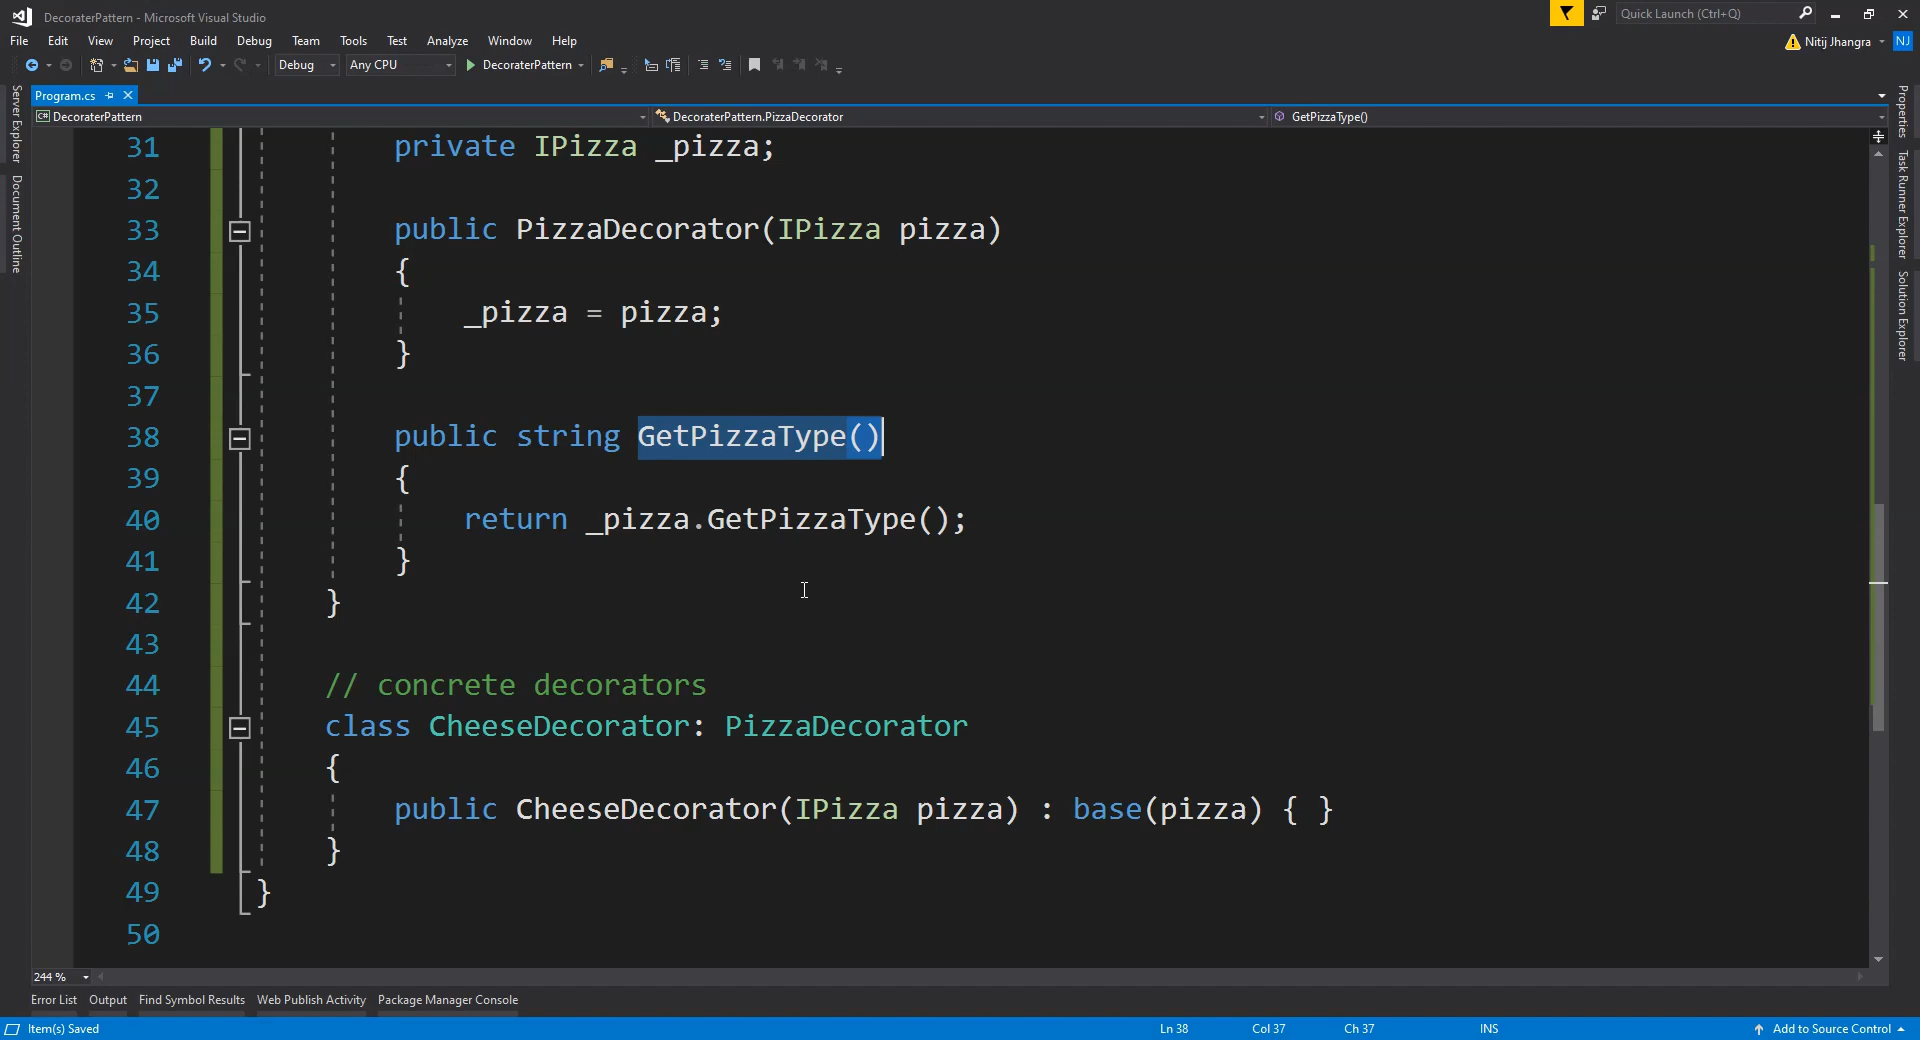 DecoraterPattern - Microsoft Visual Studio
Quick Launch (Ctrl+Q)
File Edit View Project Build Debug Team Tools Test Analyze Window Help
Nitij Jhangra NJ
Debug Any CPU DecoraterPattern
Server Explorer
Document Outline
Program.cs
C# DecoraterPattern
DecoraterPattern.PizzaDecorator
GetPizzaType()
Properties
Task Runner Explorer
Solution Explorer
31 private IPizza _pizza;
32
33 public PizzaDecorator(IPizza pizza)
34 {
35 _pizza = pizza;
36 }
37
38 public string GetPizzaType()
39 {
40 return _pizza.GetPizzaType();
41 }
42 }
43
44 // concrete decorators
45 class CheeseDecorator: PizzaDecorator
46 {
47 public CheeseDecorator(IPizza pizza) : base(pizza) { }
48 }
49 }
50
244 %
Error List Output Find Symbol Results Web Publish Activity Package Manager Console
Item(s) Saved Ln 38 Col 37 Ch 37 INS Add to Source Control